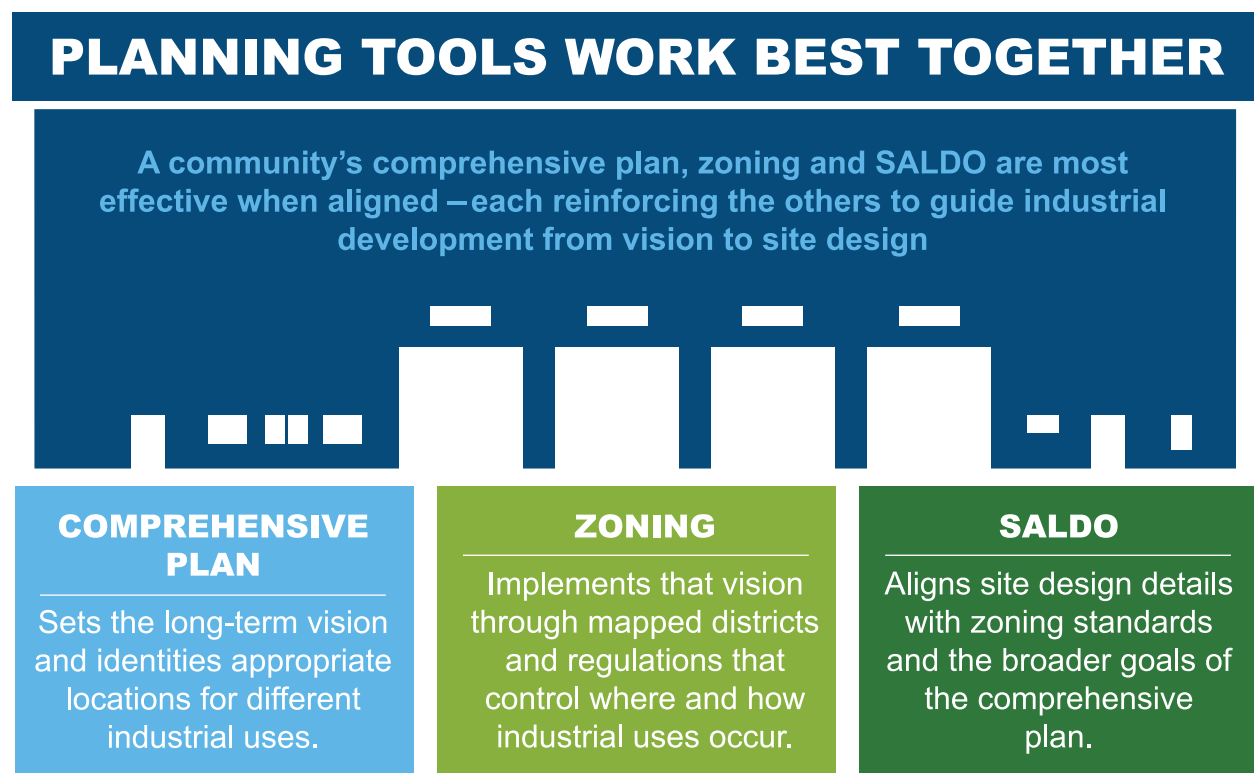 PLANNING TOOLS WORK BEST TOGETHER
A community’s comprehensive plan, zoning and SALDO are most
effective when aligned – each reinforcing the others to guide industrial
development from vision to site design
COMPREHENSIVE
PLAN
Sets the long-term vision
and identities appropriate
locations for different
industrial uses.
ZONING
Implements that vision
through mapped districts
and regulations that
control where and how
industrial uses occur.
SALDO
Aligns site design details
with zoning standards
and the broader goals of
the comprehensive
plan.